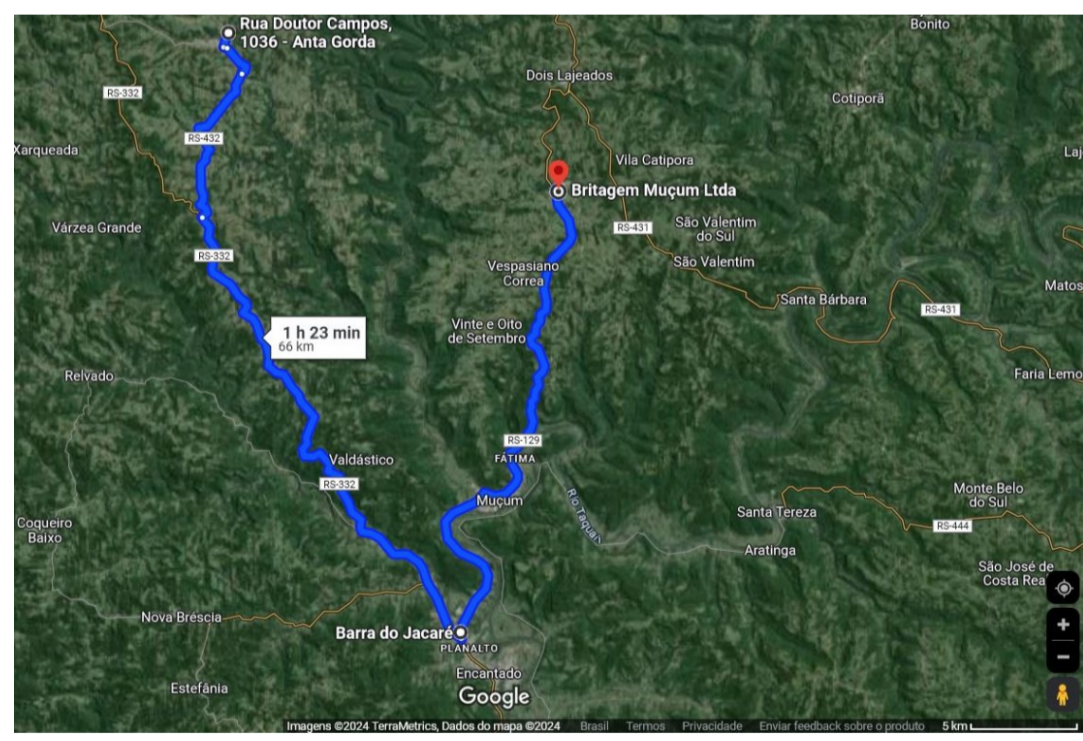 Rua Doutor Campos,
1036 - Anta Gorda
Bonito
Dois Lajeados
RS-332
Cotiporã
RS-432
Xarqueada
Vila Catipora
Laj
Britagem Muçum Ltda
Várzea Grande
RS-431
São Valentim
do Sul
RS-332
São Valentim
Vespasiano
Correa
Matos
Santa Bárbara
RS-431
1 h 23 min
66 km
Vinte e Oito
de Setembro
Relvado
Faria Lemo
RS-129
FÁTIMA
Valdástico
RS-332
Muçum
Rio Taquari
Monte Belo
do Sul
Santa Tereza
Coqueiro
Baixo
RS-444
Aratinga
São José de
Costa Rea
Nova Bréscia
Barra do Jacaré
PLANALTO
Encantado
Estefânia
Google
Imagens ©2024 TerraMetrics, Dados do mapa ©2024 Brasil Termos Privacidade Enviar feedback sobre o produto 5 km